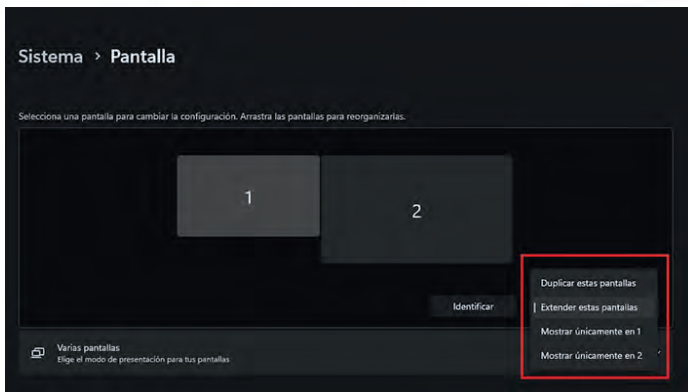 Sistema > Pantalla
Selecciona una pantalla para cambiar la configuración. Arrastra las pantallas para reorganizarlas.
1
2
Identificar
Duplicar estas pantallas
Extender estas pantallas
Mostrar únicamente en 1
Mostrar únicamente en 2
Varias pantallas
Elige el modo de presentación para tus pantallas